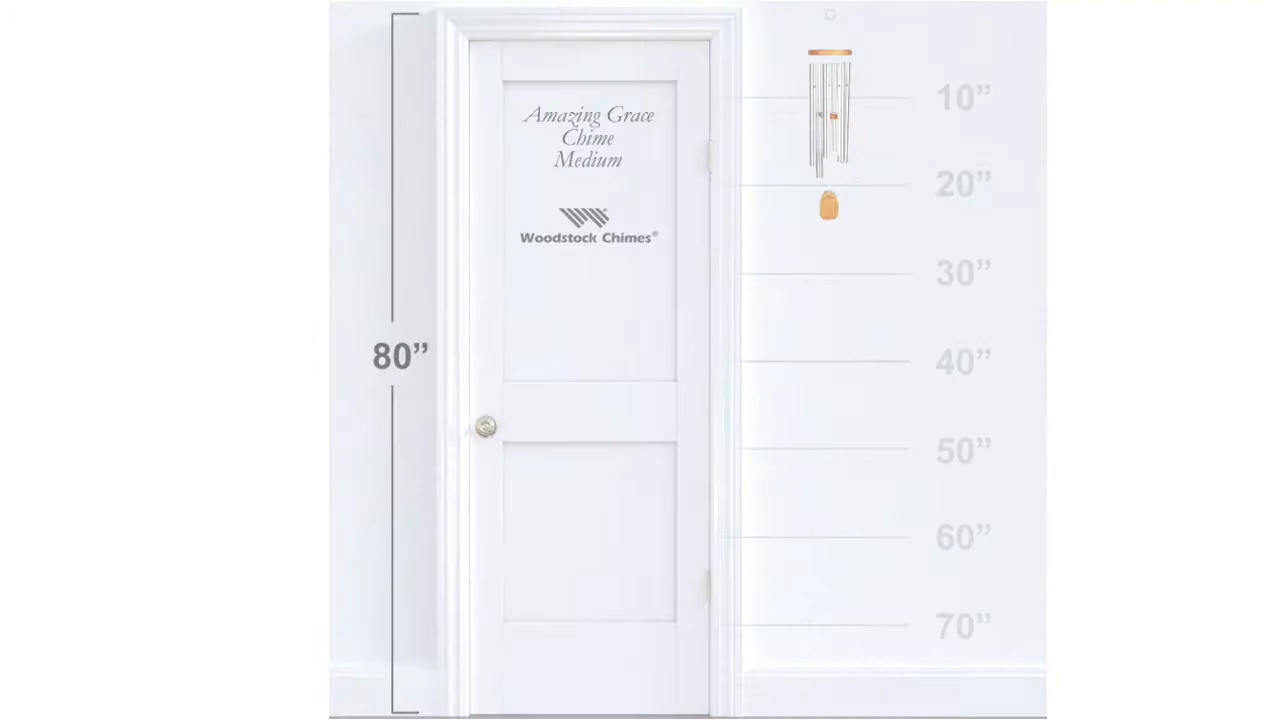 Amazing Grace
Chime
Medium
Woodstock Chimes®
80”
10”
20”
30”
40”
50”
60”
70”